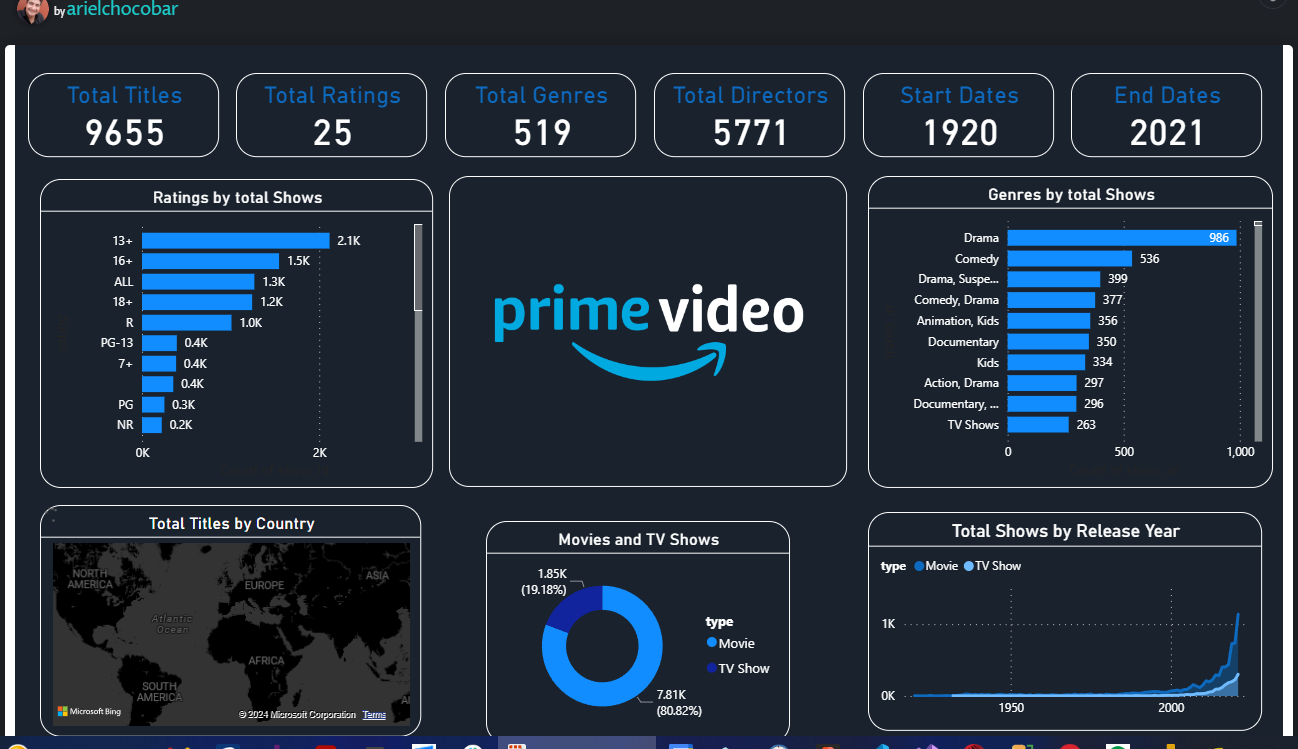 by arielchocobar
Total Titles
9655
Total Ratings
25
Total Genres
519
Total Directors
5771
Start Dates
1920
End Dates
2021
Ratings by total Shows
13+ 2.1K
16+ 1.5K
ALL 1.3K
18+ 1.2K
R 1.0K
PG-13 0.4K
7+ 0.4K
0.4K
PG 0.3K
NR 0.2K
0K 2K
prime video
Genres by total Shows
Drama 986
Comedy 536
Drama, Suspe... 399
Comedy, Drama 377
Animation, Kids 356
Documentary 350
Kids 334
Action, Drama 297
Documentary, ... 296
TV Shows 263
0 500 1,000
Total Titles by Country
NORTH
AMERICA
EUROPE
ASIA
Atlantic
Ocean
AFRICA
SOUTH
AMERICA
Microsoft Bing
© 2024 Microsoft Corporation Terms
Movies and TV Shows
1.85K
(19.18%)
type
Movie
TV Show
7.81K
(80.82%)
Total Shows by Release Year
type Movie TV Show
1K
0K
1950 2000